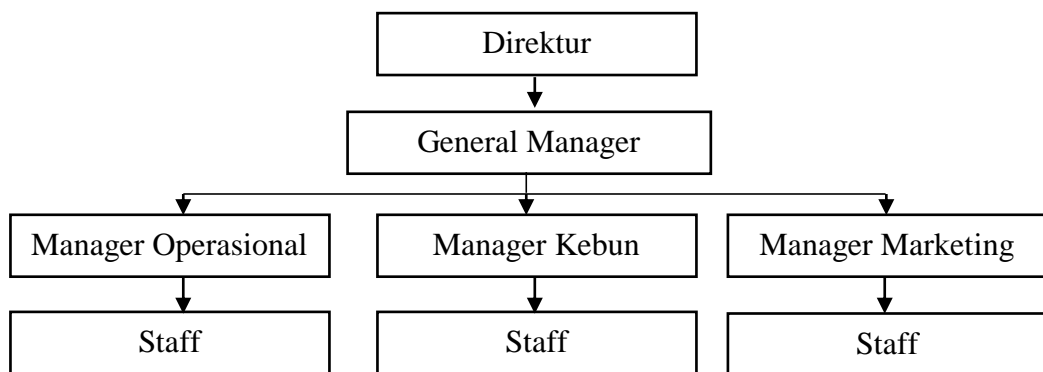 Direktur
General Manager
Manager Operasional
Manager Kebun
Manager Marketing
Staff
Staff
Staff